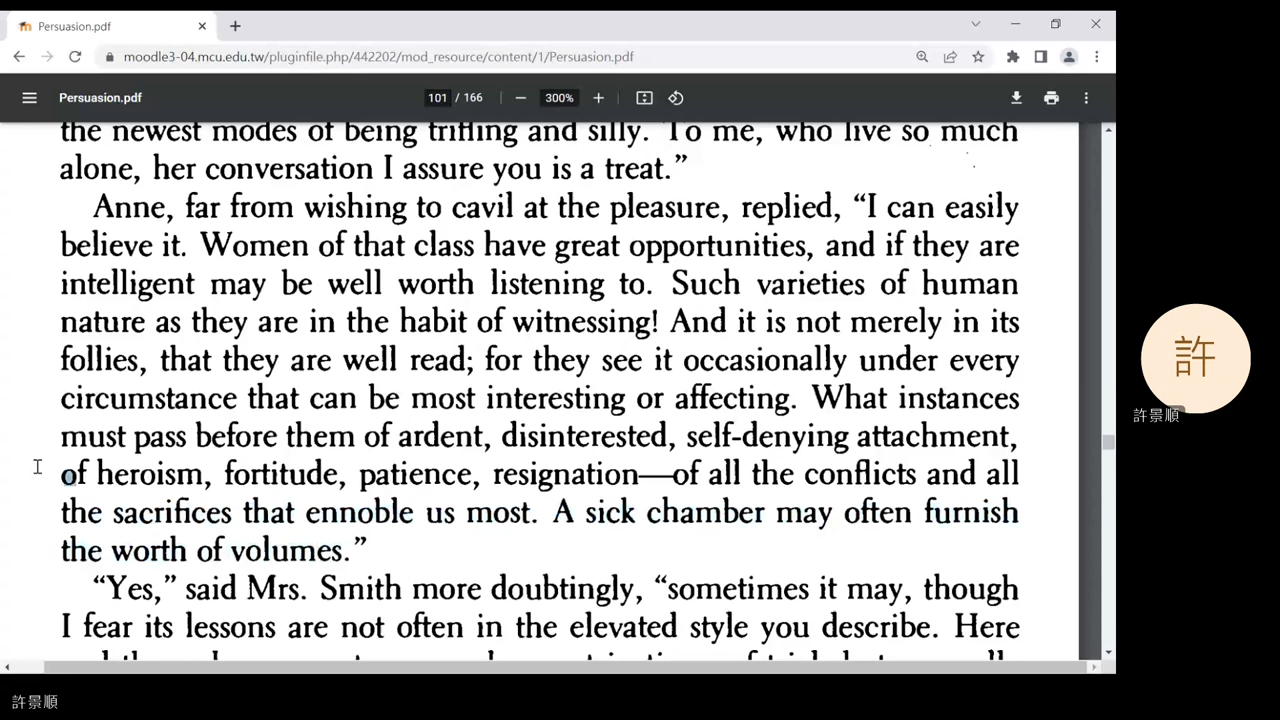 Persuasion.pdf
moodle3-04.mcu.edu.tw/pluginfile.php/442202/mod_resource/content/1/Persuasion.pdf
Persuasion.pdf 101 / 166 300%
the newest modes of being trifling and silly. To me, who live so much
alone, her conversation I assure you is a treat.”
Anne, far from wishing to cavil at the pleasure, replied, “I can easily
believe it. Women of that class have great opportunities, and if they are
intelligent may be well worth listening to. Such varieties of human
nature as they are in the habit of witnessing! And it is not merely in its
follies, that they are well read; for they see it occasionally under every
circumstance that can be most interesting or affecting. What instances
must pass before them of ardent, disinterested, self-denying attachment,
of heroism, fortitude, patience, resignation—of all the conflicts and all
the sacrifices that ennoble us most. A sick chamber may often furnish
the worth of volumes.”
“Yes,” said Mrs. Smith more doubtingly, “sometimes it may, though
I fear its lessons are not often in the elevated style you describe. Here
許
許景順
許景順